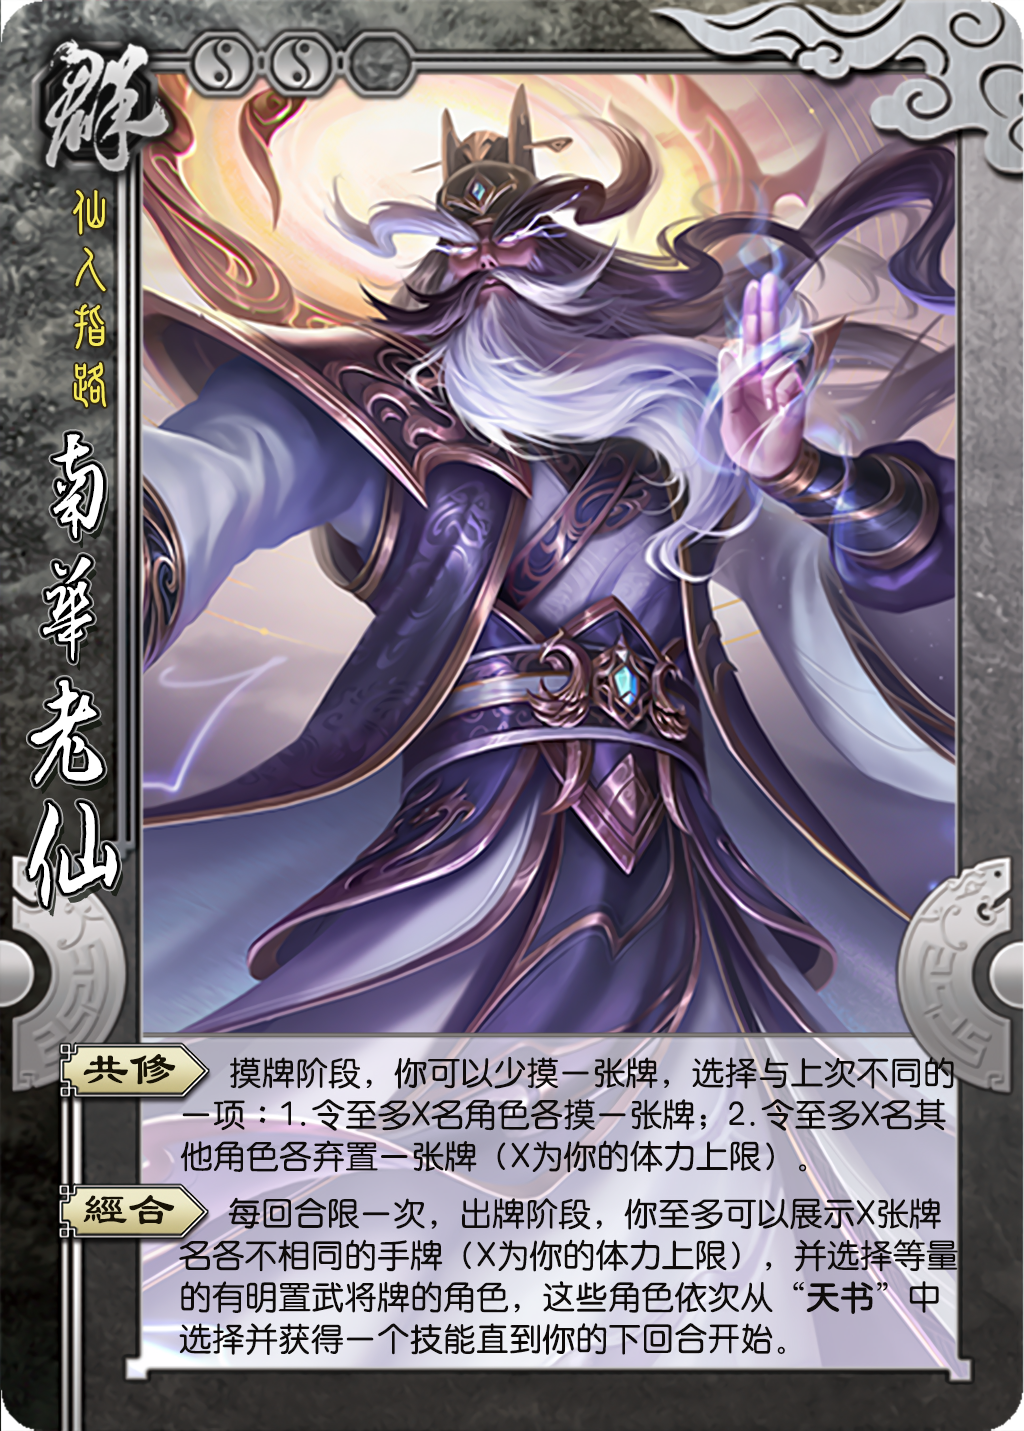 群
仙人指路
南華老仙
共修 摸牌阶段，你可以少摸一张牌，选择与上次不同的
一项：1.令至多X名角色各摸一张牌；2.令至多X名其
他角色各弃置一张牌（X为你的体力上限）。
經合 每回合限一次，出牌阶段，你至多可以展示X张牌
名各不相同的手牌（X为你的体力上限），并选择等量
的有明置武将牌的角色，这些角色依次从“天书”中
选择并获得一个技能直到你的下回合开始。